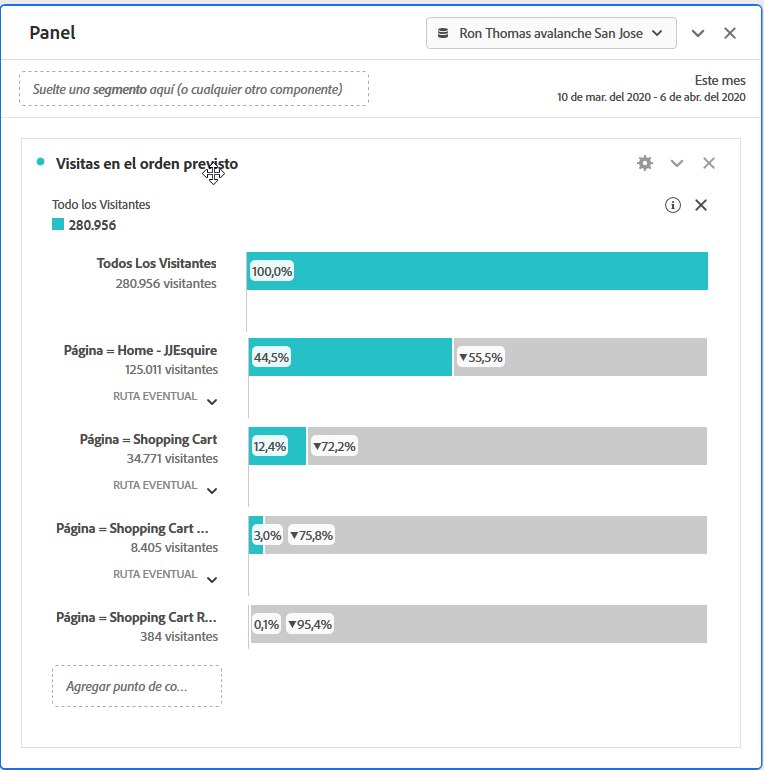 Panel
Ron Thomas avalanche San Jose
Suelte una segmento aquí (o cualquier otro componente)
Este mes
10 de mar. del 2020 - 6 de abr. del 2020
Visitas en el orden previsto
Todo los Visitantes
280.956
Todos Los Visitantes
280.956 visitantes
100,0%
Página = Home - JJEsquire
125.011 visitantes
44,5%
▼55,5%
RUTA EVENTUAL
Página = Shopping Cart
34.771 visitantes
12,4%
▼72,2%
RUTA EVENTUAL
Página = Shopping Cart ...
8.405 visitantes
3,0%
▼75,8%
RUTA EVENTUAL
Página = Shopping Cart R...
384 visitantes
0,1%
▼95,4%
Agregar punto de co...